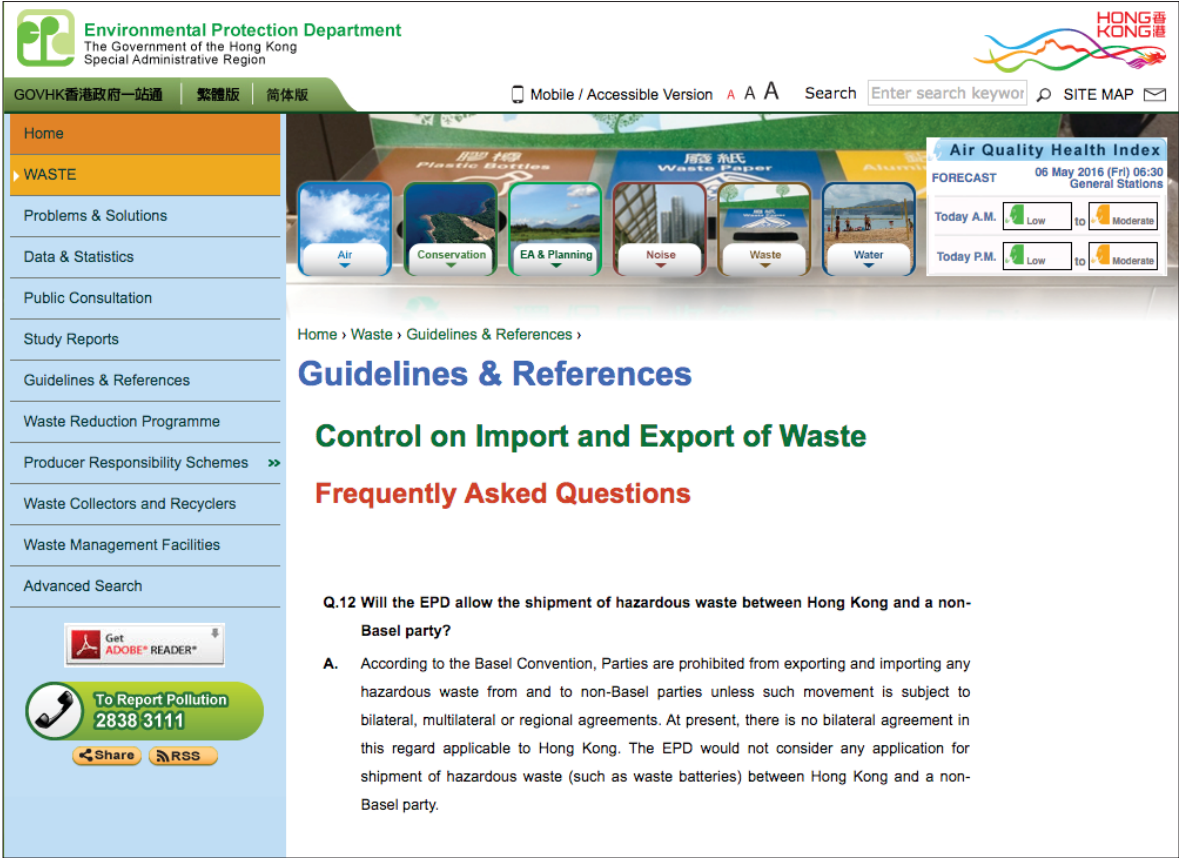 Environmental Protection Department
The Government of the Hong Kong
Special Administrative Region
HONG香
KONG港
GOVHK香港政府一站通
繁體版
简体版
Mobile / Accessible Version A A A
Search
Enter search keywor
SITE MAP
Home
WASTE
Problems & Solutions
Data & Statistics
Public Consultation
Study Reports
Guidelines & References
Waste Reduction Programme
Producer Responsibility Schemes »
Waste Collectors and Recyclers
Waste Management Facilities
Advanced Search
Get
ADOBE® READER®
To Report Pollution
2838 3111
Share
RSS
膠樽
Plastic Bottles
廢紙
Waste Paper
Air
Conservation
EA & Planning
Noise
Waste
Water
Air Quality Health Index
FORECAST
06 May 2016 (Fri) 06:30
General Stations
Today A.M. Low to Moderate
Today P.M. Low to Moderate
Home › Waste › Guidelines & References ›
Guidelines & References
Control on Import and Export of Waste
Frequently Asked Questions
Q.12 Will the EPD allow the shipment of hazardous waste between Hong Kong and a non-
Basel party?
A. According to the Basel Convention, Parties are prohibited from exporting and importing any
hazardous waste from and to non-Basel parties unless such movement is subject to
bilateral, multilateral or regional agreements. At present, there is no bilateral agreement in
this regard applicable to Hong Kong. The EPD would not consider any application for
shipment of hazardous waste (such as waste batteries) between Hong Kong and a non-
Basel party.